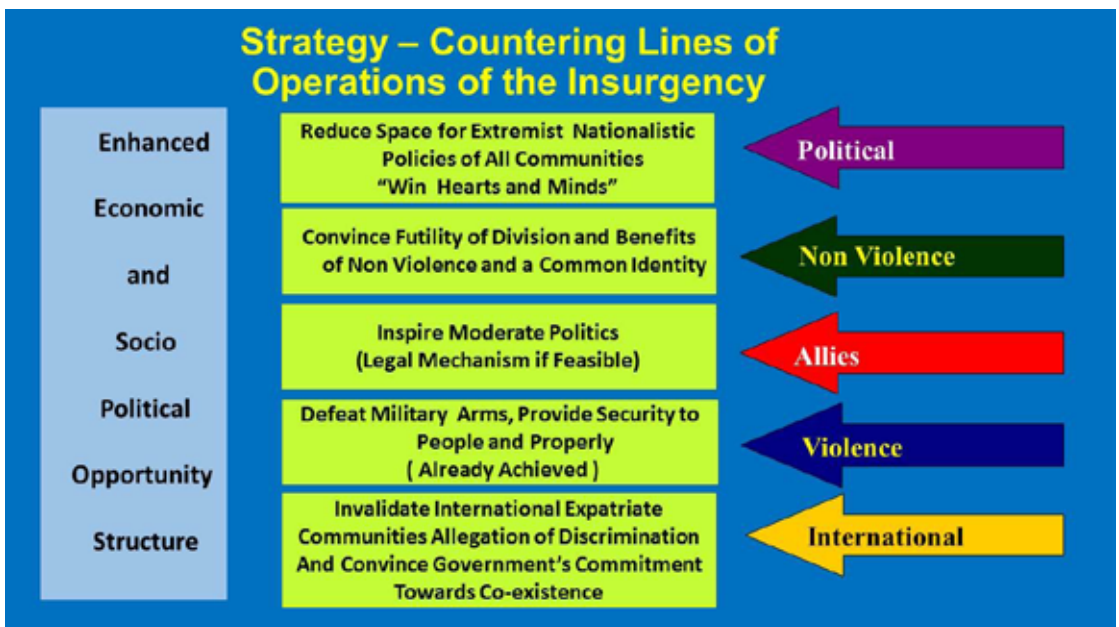 Strategy – Countering Lines of
Operations of the Insurgency
Enhanced
Economic
and
Socio
Political
Opportunity
Structure
Reduce Space for Extremist Nationalistic
Policies of All Communities
“Win Hearts and Minds”
Political
Convince Futility of Division and Benefits
of Non Violence and a Common Identity
Non Violence
Inspire Moderate Politics
(Legal Mechanism if Feasible)
Allies
Defeat Military Arms, Provide Security to
People and Properly
( Already Achieved )
Violence
Invalidate International Expatriate
Communities Allegation of Discrimination
And Convince Government’s Commitment
Towards Co-existence
International